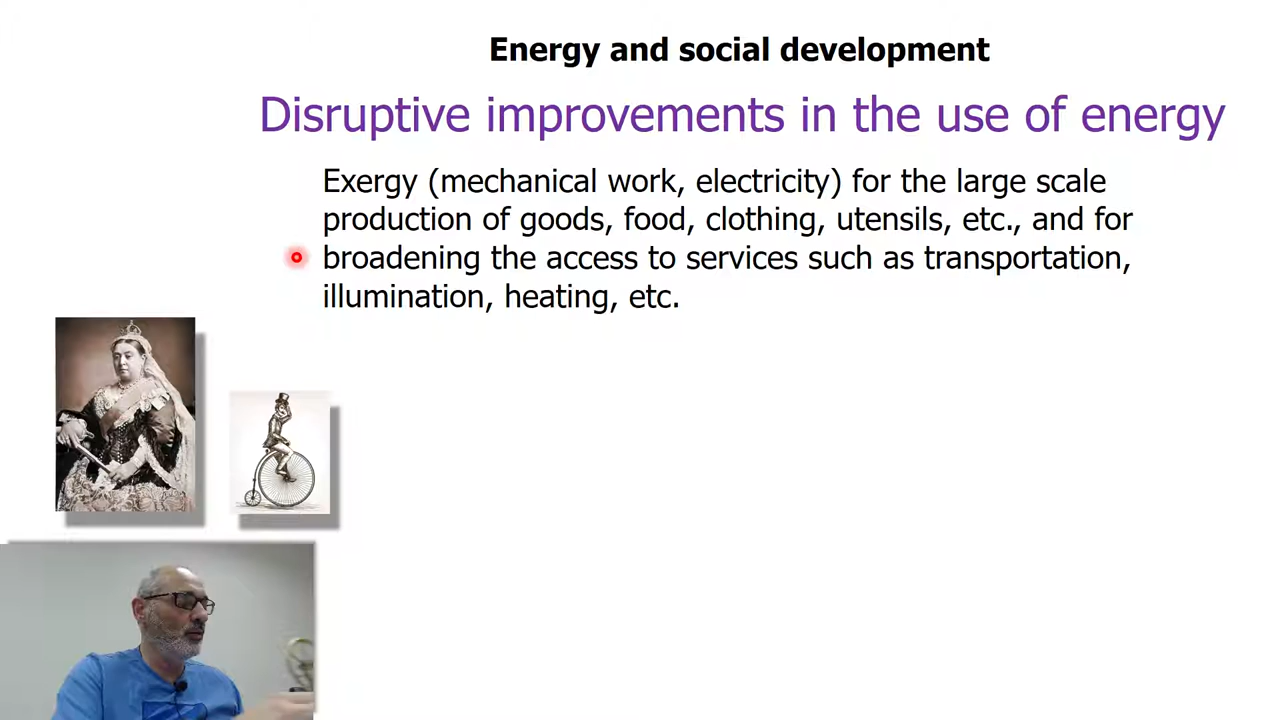 Energy and social development
Disruptive improvements in the use of energy
Exergy (mechanical work, electricity) for the large scale
production of goods, food, clothing, utensils, etc., and for
broadening the access to services such as transportation,
illumination, heating, etc.